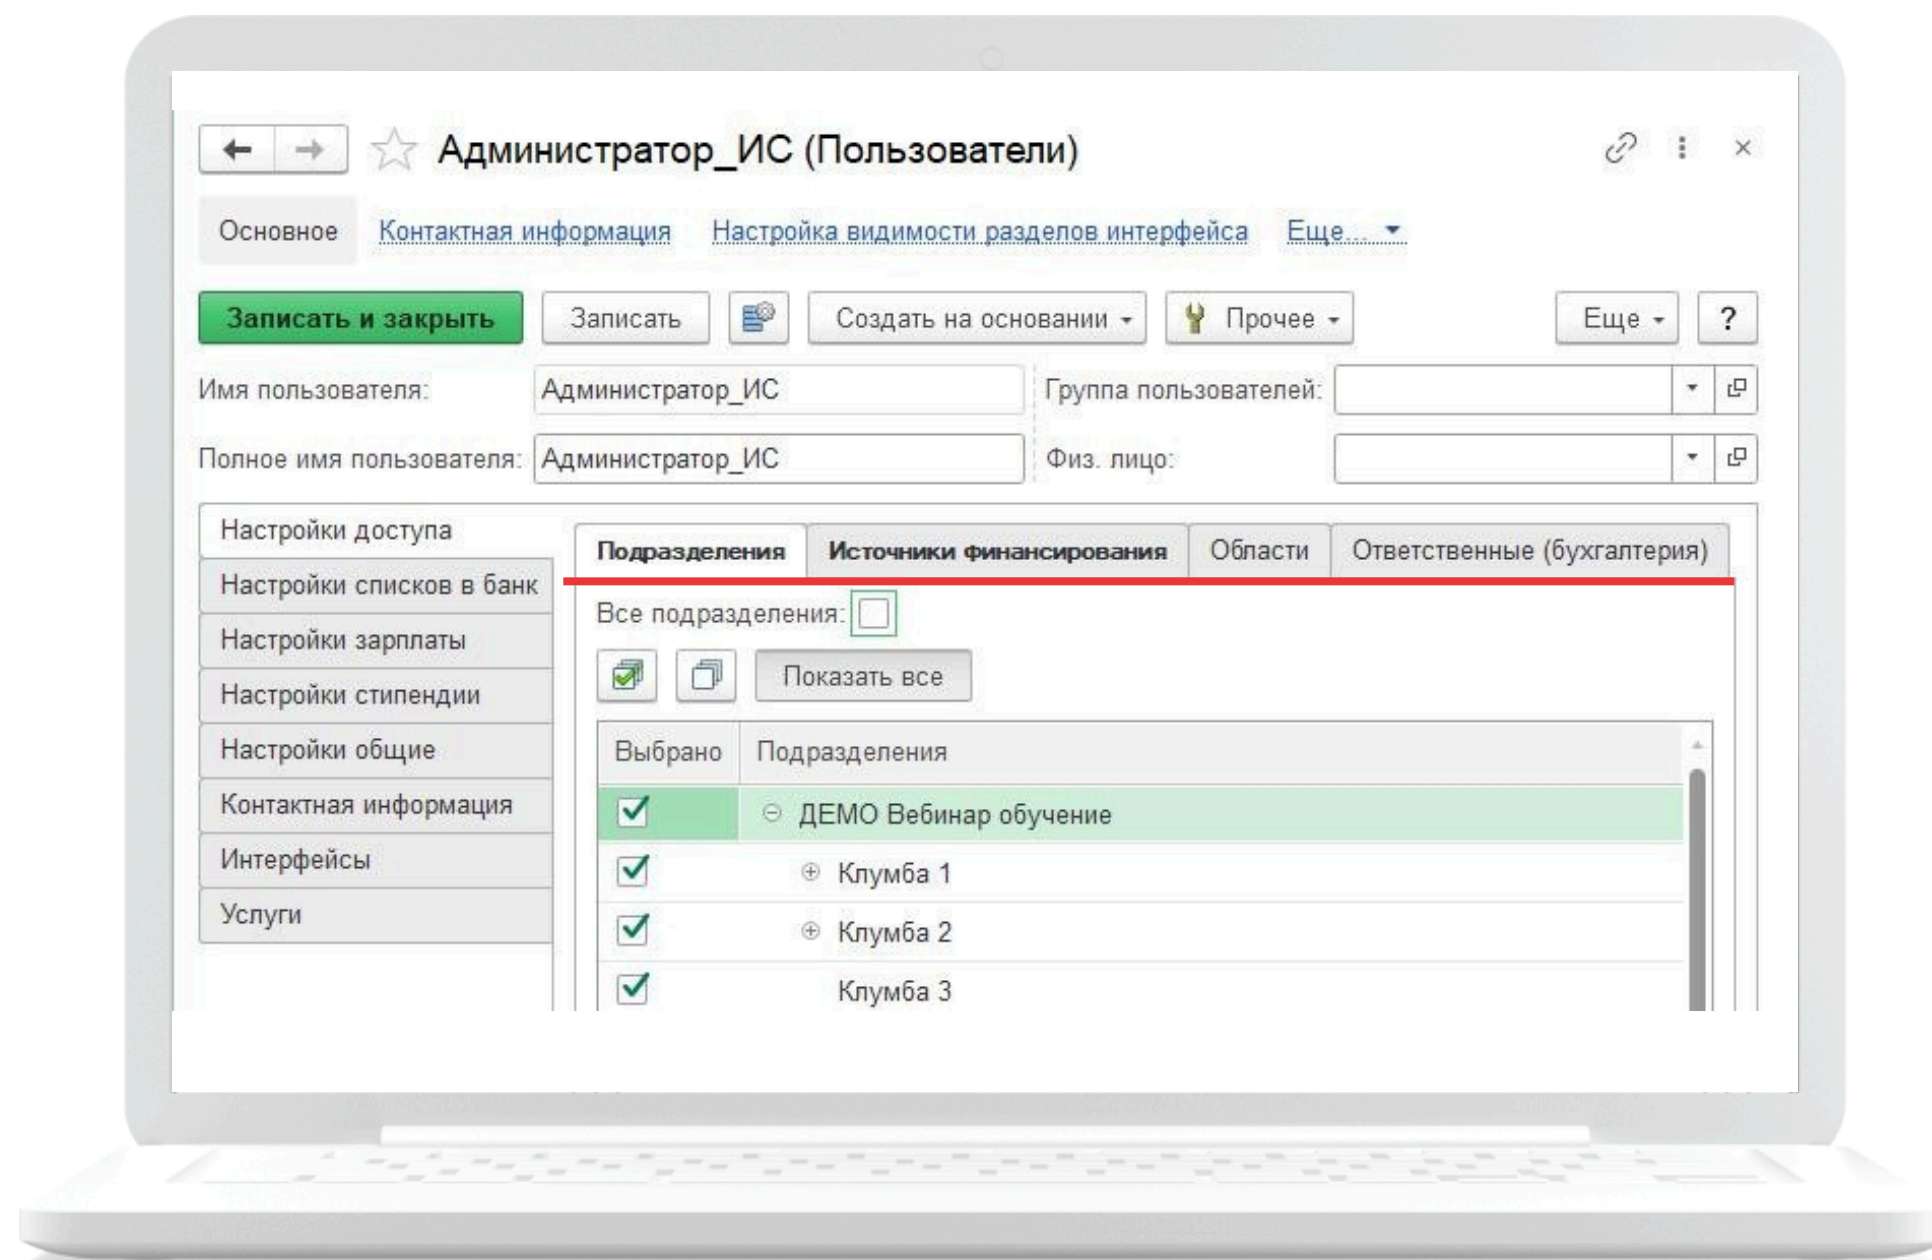 Администратор_ИС (Пользователи)
Основное Контактная информация Настройка видимости разделов интерфейса Еще...
Записать и закрыть Записать Создать на основании Прочее Еще ?
Имя пользователя: Администратор_ИС Группа пользователей:
Полное имя пользователя: Администратор_ИС Физ. лицо:
Настройки доступа
Настройки списков в банк
Настройки зарплаты
Настройки стипендии
Настройки общие
Контактная информация
Интерфейсы
Услуги
Подразделения Источники финансирования Области Ответственные (бухгалтерия)
Все подразделения:
Показать все
Выбрано Подразделения
ДЕМО Вебинар обучение
Клумба 1
Клумба 2
Клумба 3